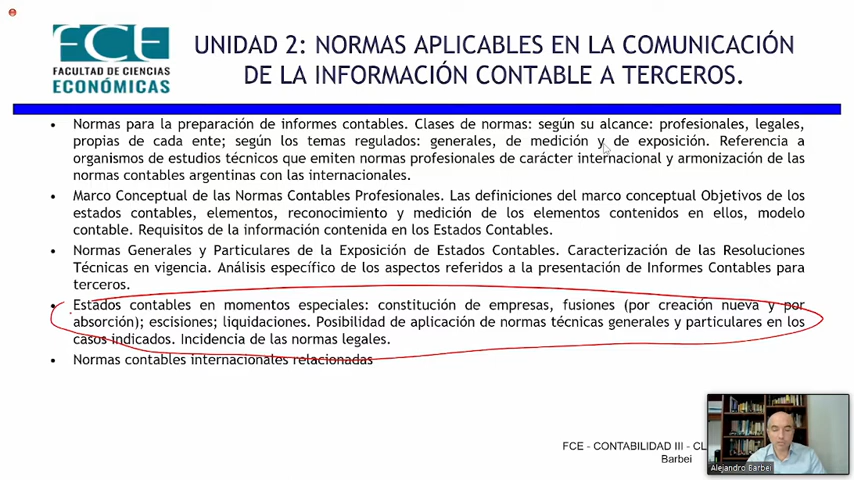 FCE
FACULTAD DE CIENCIAS
ECONÓMICAS
UNIDAD 2: NORMAS APLICABLES EN LA COMUNICACIÓN
DE LA INFORMACIÓN CONTABLE A TERCEROS.
• Normas para la preparación de informes contables. Clases de normas: según su alcance: profesionales, legales,
propias de cada ente; según los temas regulados: generales, de medición y de exposición. Referencia a
organismos de estudios técnicos que emiten normas profesionales de carácter internacional y armonización de las
normas contables argentinas con las internacionales.
• Marco Conceptual de las Normas Contables Profesionales. Las definiciones del marco conceptual Objetivos de los
estados contables, elementos, reconocimiento y medición de los elementos contenidos en ellos, modelo
contable. Requisitos de la información contenida en los Estados Contables.
• Normas Generales y Particulares de la Exposición de Estados Contables. Caracterización de las Resoluciones
Técnicas en vigencia. Análisis específico de los aspectos referidos a la presentación de Informes Contables para
terceros.
• Estados contables en momentos especiales: constitución de empresas, fusiones (por creación nueva y por
absorción); escisiones; liquidaciones. Posibilidad de aplicación de normas técnicas generales y particulares en los
casos indicados. Incidencia de las normas legales.
• Normas contables internacionales relacionadas
FCE - CONTABILIDAD III - CL
Barbei
Alejandro Barbei